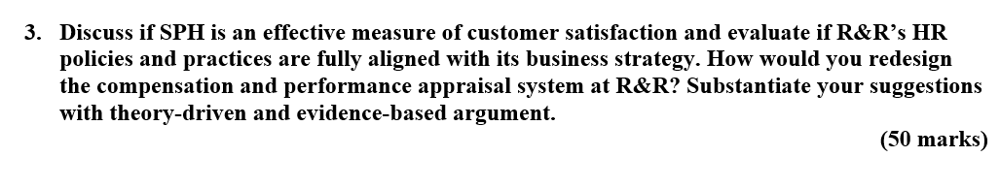 3. Discuss if SPH is an effective measure of customer satisfaction and evaluate if R&R’s HR
policies and practices are fully aligned with its business strategy. How would you redesign
the compensation and performance appraisal system at R&R? Substantiate your suggestions
with theory-driven and evidence-based argument.
(50 marks)